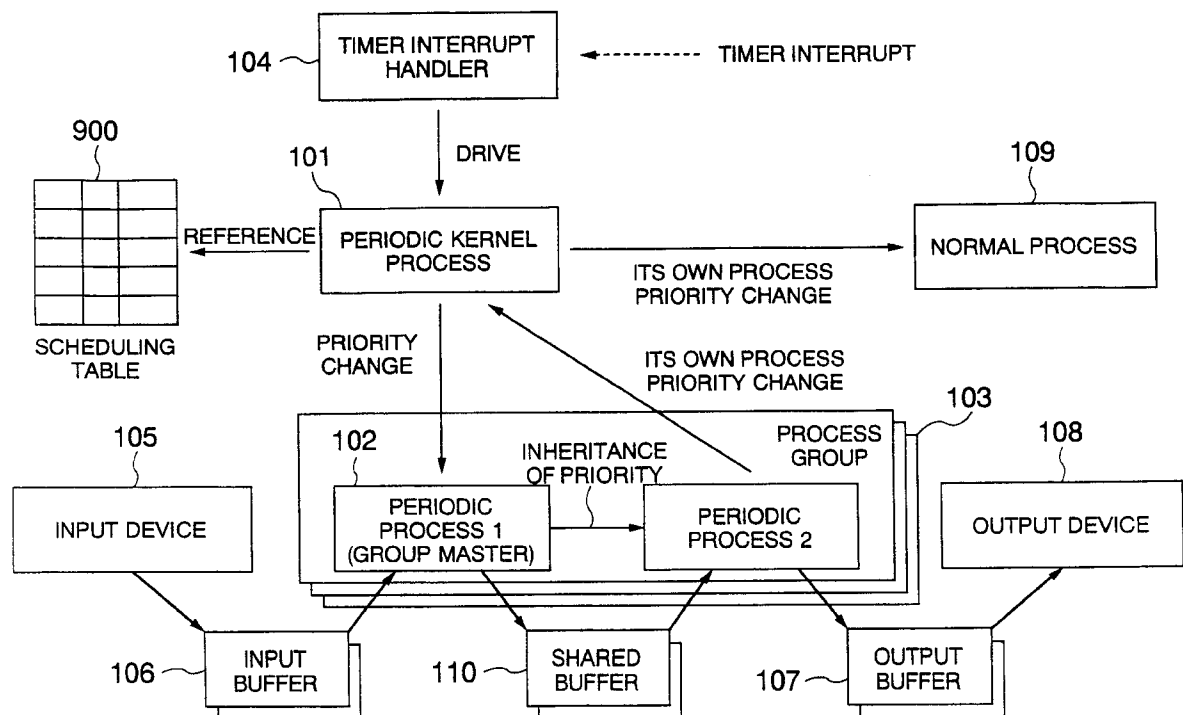 104
TIMER INTERRUPT
HANDLER
TIMER INTERRUPT
900
101
DRIVE
109
REFERENCE
PERIODIC KERNEL
PROCESS
NORMAL PROCESS
ITS OWN PROCESS
PRIORITY CHANGE
SCHEDULING
TABLE
PRIORITY
CHANGE
ITS OWN PROCESS
PRIORITY CHANGE
103
105
102
INHERITANCE
OF PRIORITY
PROCESS
GROUP
108
INPUT DEVICE
PERIODIC
PROCESS 1
(GROUP MASTER)
PERIODIC
PROCESS 2
OUTPUT DEVICE
106
INPUT
BUFFER
110
SHARED
BUFFER
107
OUTPUT
BUFFER